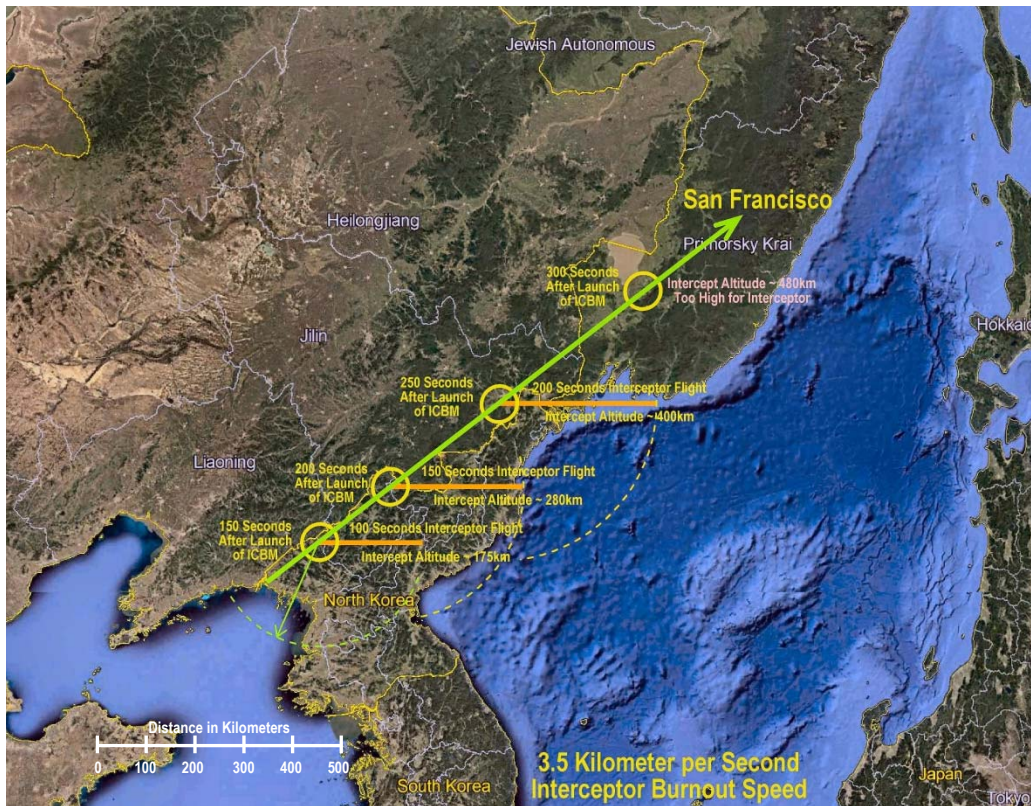 Jewish Autonomous
Heilongjiang
San Francisco
Primorsky Krai
300 Seconds
After Launch
of ICBM
Intercept Altitude ~ 480km
Too High for Interceptor
Hokkaid
Jilin
250 Seconds
After Launch
of ICBM
200 Seconds Interceptor Flight
Intercept Altitude ~ 400km
Liaoning
200 Seconds
After Launch
of ICBM
150 Seconds Interceptor Flight
Intercept Altitude ~ 280km
150 Seconds
After Launch
of ICBM
100 Seconds Interceptor Flight
Intercept Altitude ~ 175km
North Korea
Distance in Kilometers
0 100 200 300 400 500
South Korea
3.5 Kilometer per Second
Interceptor Burnout Speed
Japan
Tokyo